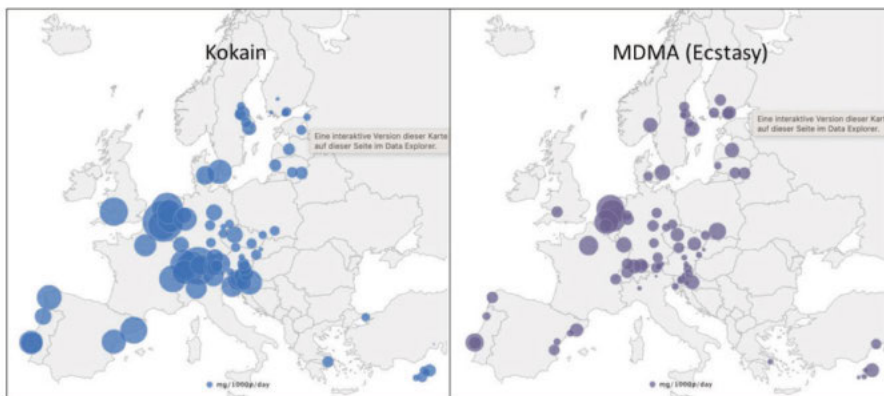 Kokain
Eine interaktive Version dieser Karte
auf dieser Seite im Data Explorer.
mg/1000p/day
MDMA (Ecstasy)
Eine interaktive Version dieser Karte
auf dieser Seite im Data Explorer.
mg/1000p/day